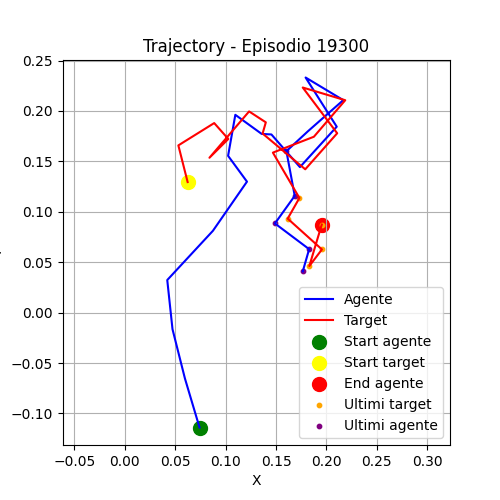 Trajectory - Episodio 19300
0.25
0.20
0.15
0.10
0.05
0.00
−0.05
−0.10
Agente
Target
Start agente
Start target
End agente
Ultimi target
Ultimi agente
−0.05 0.00 0.05 0.10 0.15 0.20 0.25 0.30
X